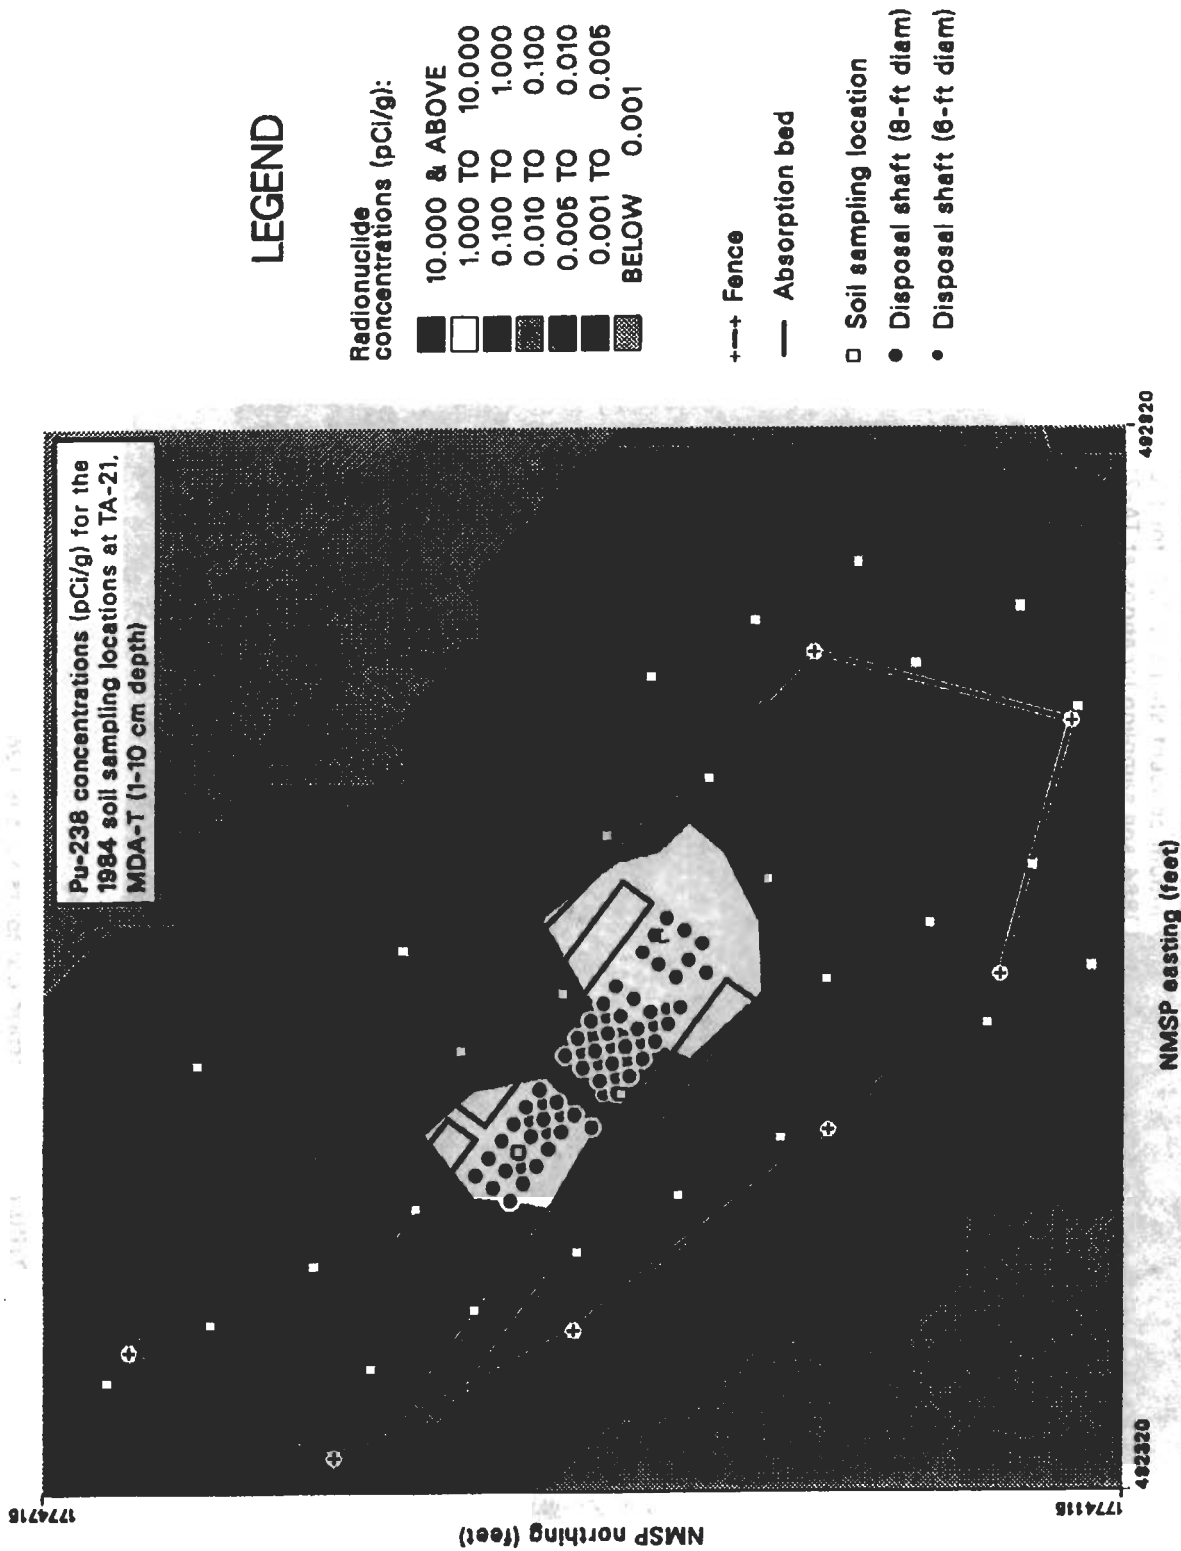 Pu-238 concentrations (pCi/g) for the
1984 soil sampling locations at TA-21,
MDA-T (1-10 cm depth)
LEGEND
Radionuclide
concentrations (pCi/g):
10.000 & ABOVE
1.000 TO 10.000
0.100 TO 1.000
0.010 TO 0.100
0.005 TO 0.010
0.001 TO 0.005
BELOW 0.001
Fence
Absorption bed
Soil sampling location
Disposal shaft (8-ft diam)
Disposal shaft (6-ft diam)
1774715
NMSP northing (feet)
1774115
492320
NMSP easting (feet)
492820